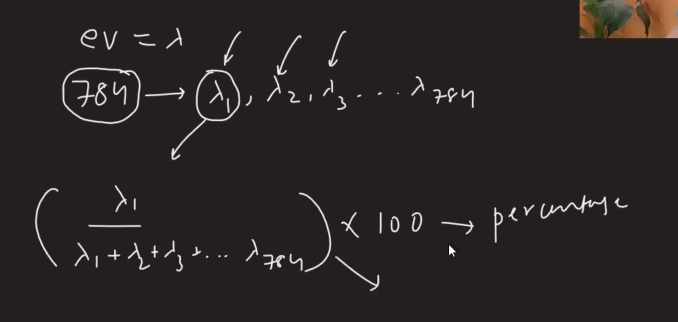 ev = λ
784 → λ₁, λ₂, λ₃ . . . . λ₇₈₄
(λ₁ / λ₁ + λ₂ + λ₃ + ... λ₇₈₄) × 100 → percentage